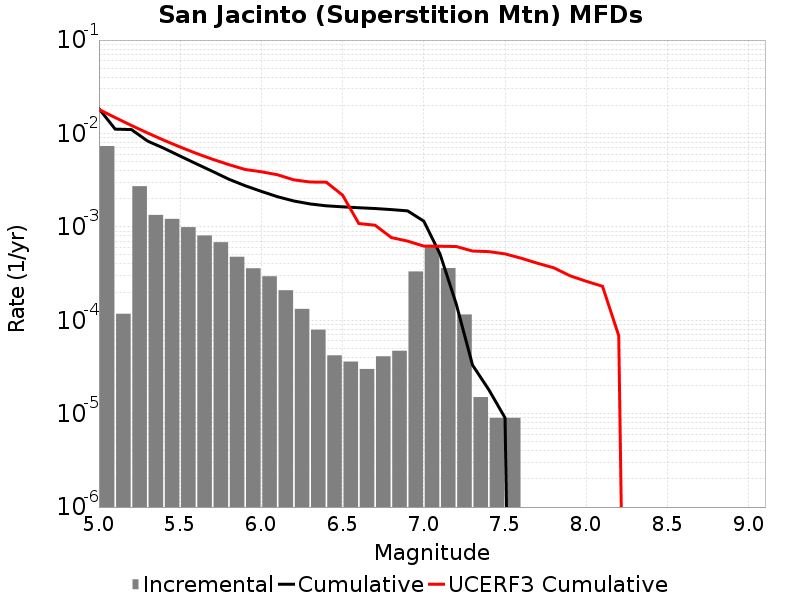 San Jacinto (Superstition Mtn) MFDs
10-1
10-2
10-3
10-4
10-5
10-6
Rate (1/yr)
5.0 5.5 6.0 6.5 7.0 7.5 8.0 8.5 9.0
Magnitude
Incremental Cumulative UCERF3 Cumulative